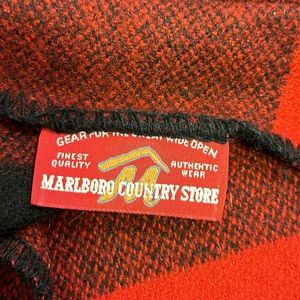 GEAR FOR THE GREAT WIDE OPEN
FINEST AUTHENTIC
QUALITY WEAR
MARLBORO COUNTRY STORE